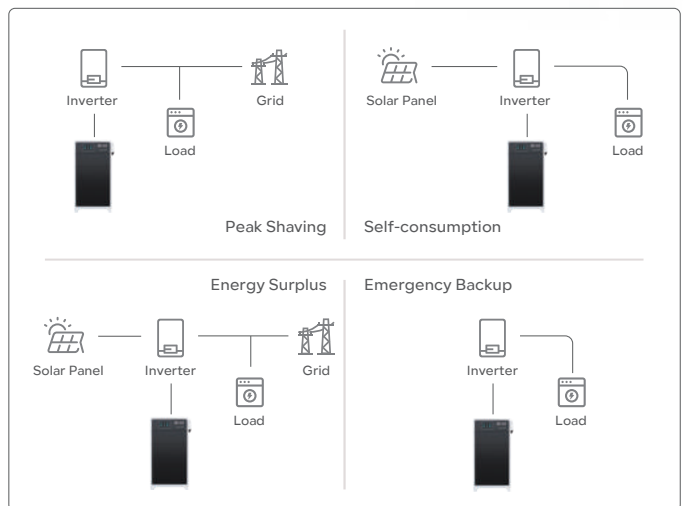 Inverter
Grid
Load
Peak Shaving
Solar Panel
Inverter
Load
Self-consumption
Energy Surplus
Solar Panel
Inverter
Grid
Load
Emergency Backup
Inverter
Load